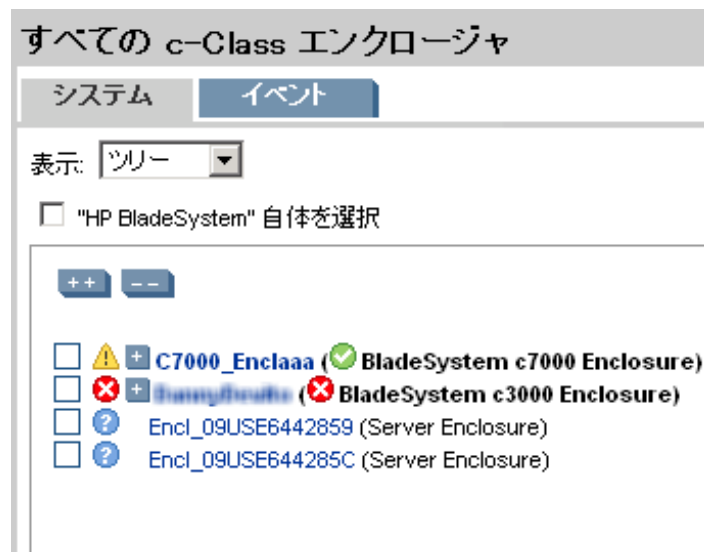 すべての c-Class エンクロージャ
システム イベント
表示: ツリー
"HP BladeSystem" 自体を選択
++ --
C7000_Enclaaa (BladeSystem c7000 Enclosure)
(BladeSystem c3000 Enclosure)
Encl_09USE6442859 (Server Enclosure)
Encl_09USE644285C (Server Enclosure)